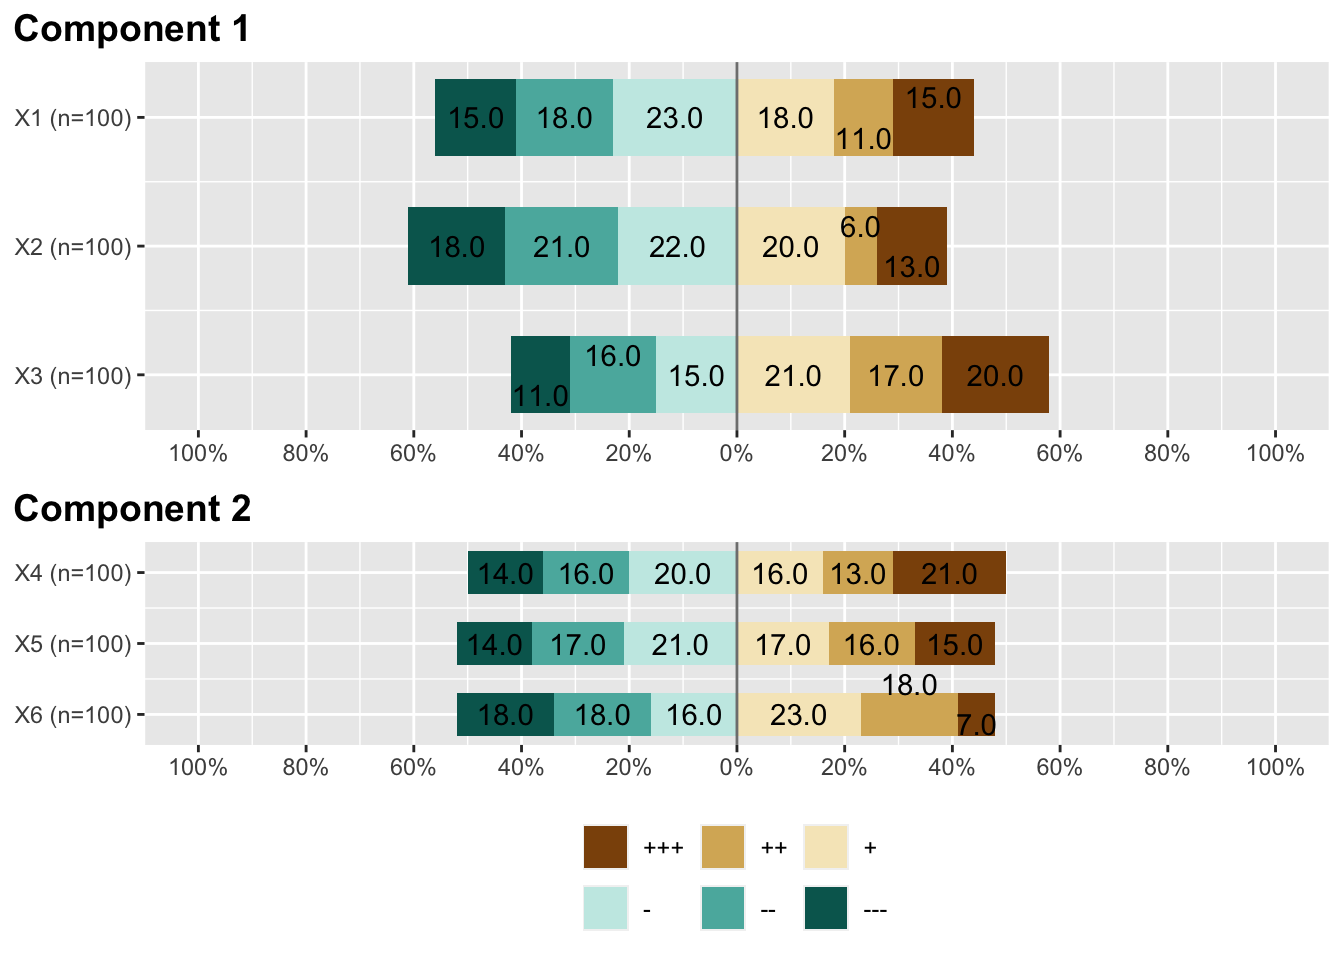 Component 1
X1 (n=100) 15.0 18.0 23.0 18.0 11.0 15.0
X2 (n=100) 18.0 21.0 22.0 20.0 6.0 13.0
X3 (n=100) 11.0 16.0 15.0 21.0 17.0 20.0
100% 80% 60% 40% 20% 0% 20% 40% 60% 80% 100%
Component 2
X4 (n=100) 14.0 16.0 20.0 16.0 13.0 21.0
X5 (n=100) 14.0 17.0 21.0 17.0 16.0 15.0
X6 (n=100) 18.0 18.0 16.0 23.0 18.0 7.0
100% 80% 60% 40% 20% 0% 20% 40% 60% 80% 100%
+++ ++ +
- -- ---